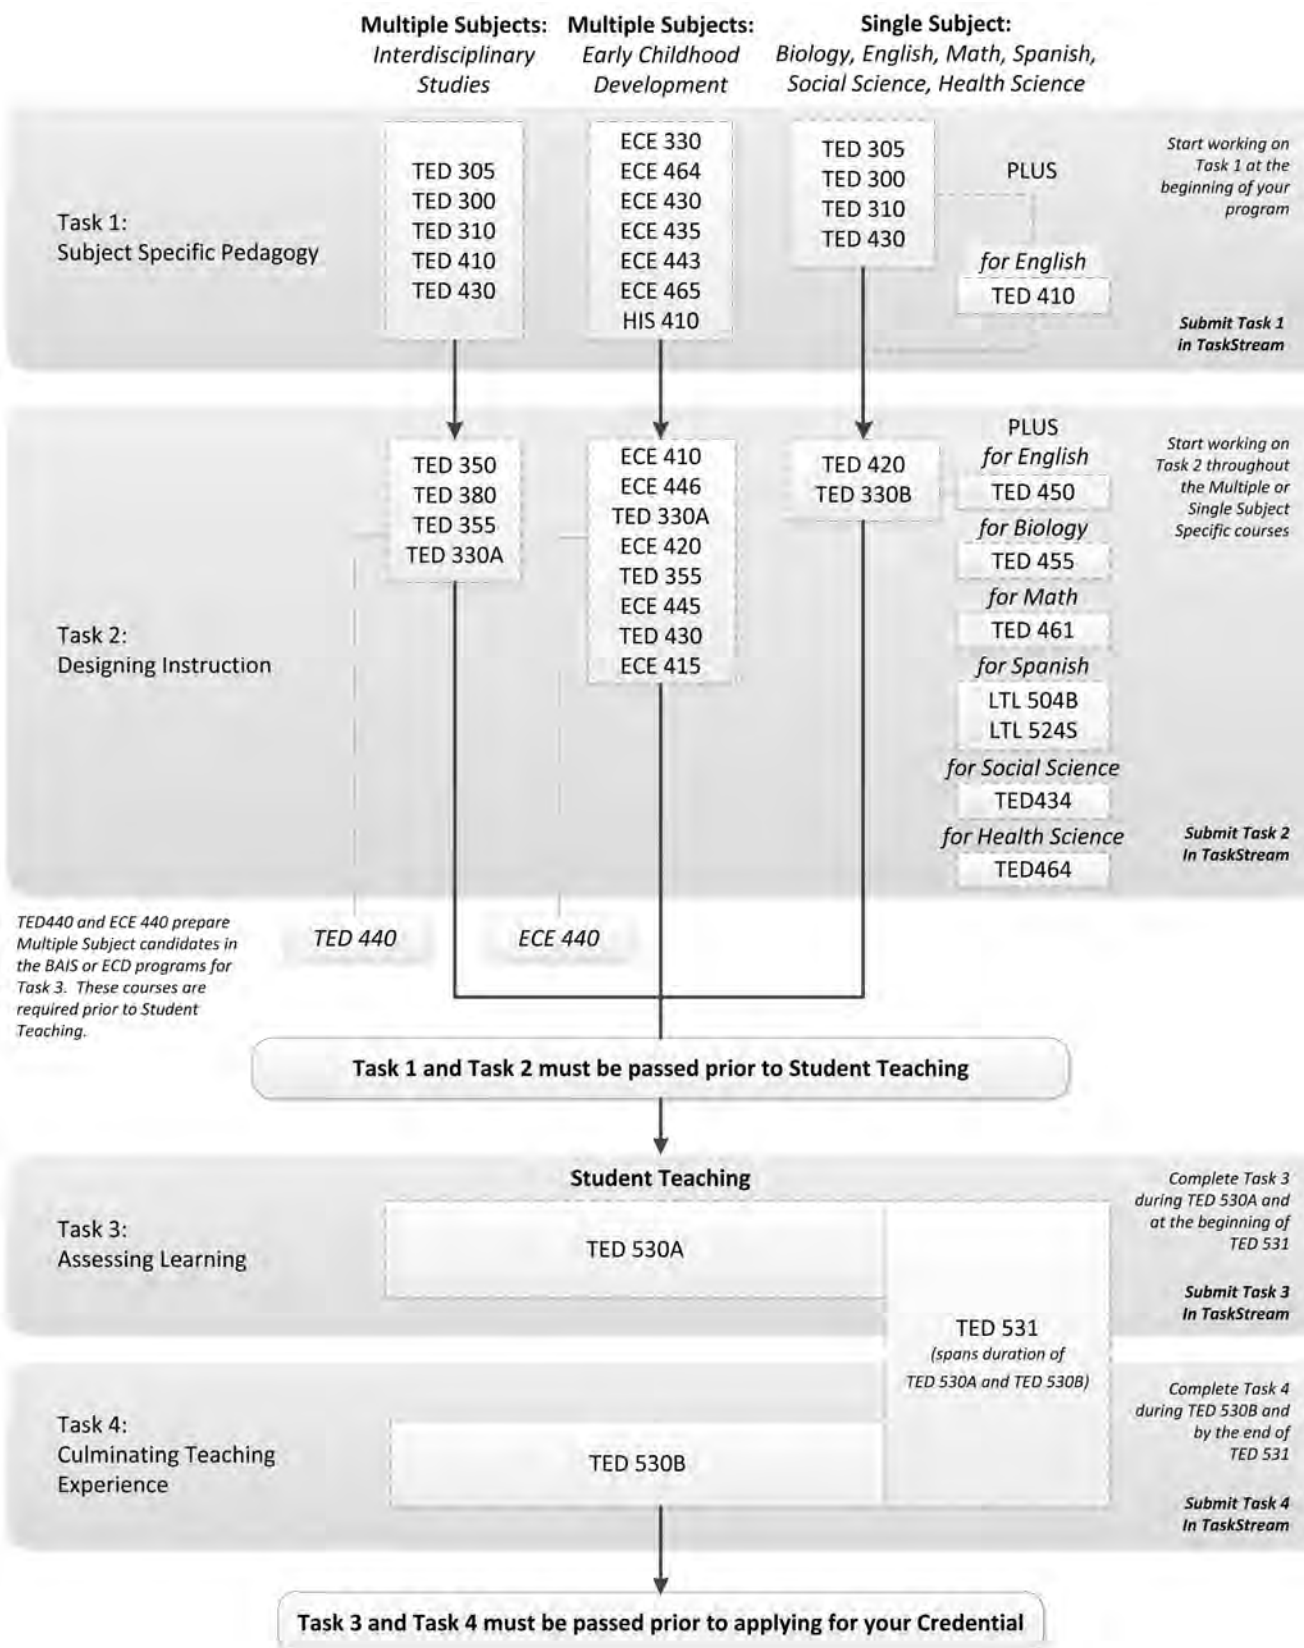 Multiple Subjects:
Interdisciplinary
Studies
Multiple Subjects:
Early Childhood
Development
Single Subject:
Biology, English, Math, Spanish,
Social Science, Health Science
Task 1:
Subject Specific Pedagogy
TED 305
TED 300
TED 310
TED 410
TED 430
ECE 330
ECE 464
ECE 430
ECE 435
ECE 443
ECE 465
HIS 410
TED 305
TED 300
TED 310
TED 430
PLUS
for English
TED 410
Start working on
Task 1 at the
beginning of your
program
Submit Task 1
in TaskStream
Task 2:
Designing Instruction
TED 350
TED 380
TED 355
TED 330A
ECE 410
ECE 446
TED 330A
ECE 420
TED 355
ECE 445
TED 430
ECE 415
TED 420
TED 330B
PLUS
for English
TED 450
for Biology
TED 455
for Math
TED 461
for Spanish
LTL 504B
LTL 524S
for Social Science
TED434
for Health Science
TED464
Start working on
Task 2 throughout
the Multiple or
Single Subject
Specific courses
Submit Task 2
In TaskStream
TED440 and ECE 440 prepare
Multiple Subject candidates in
the BAIS or ECD programs for
Task 3. These courses are
required prior to Student
Teaching.
TED 440
ECE 440
Task 1 and Task 2 must be passed prior to Student Teaching
Student Teaching
Task 3:
Assessing Learning
TED 530A
Complete Task 3
during TED 530A and
at the beginning of
TED 531
Submit Task 3
In TaskStream
TED 531
(spans duration of
TED 530A and TED 530B)
Task 4:
Culminating Teaching
Experience
TED 530B
Complete Task 4
during TED 530B and
by the end of
TED 531
Submit Task 4
In TaskStream
Task 3 and Task 4 must be passed prior to applying for your Credential